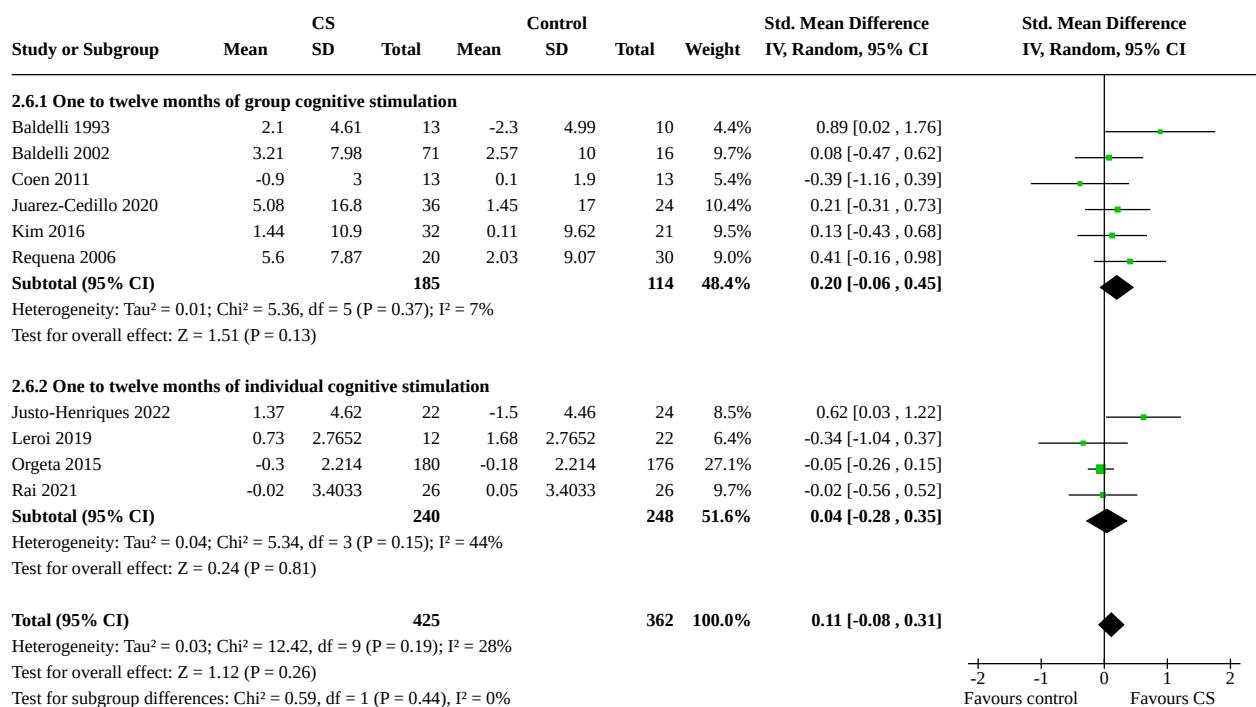 CS Control Std. Mean Difference Std. Mean Difference
Study or Subgroup Mean SD Total Mean SD Total Weight IV, Random, 95% CI IV, Random, 95% CI
2.6.1 One to twelve months of group cognitive stimulation
Baldelli 1993 2.1 4.61 13 -2.3 4.99 10 4.4% 0.89 [0.02 , 1.76]
Baldelli 2002 3.21 7.98 71 2.57 10 16 9.7% 0.08 [-0.47 , 0.62]
Coen 2011 -0.9 3 13 0.1 1.9 13 5.4% -0.39 [-1.16 , 0.39]
Juarez-Cedillo 2020 5.08 16.8 36 1.45 17 24 10.4% 0.21 [-0.31 , 0.73]
Kim 2016 1.44 10.9 32 0.11 9.62 21 9.5% 0.13 [-0.43 , 0.68]
Requena 2006 5.6 7.87 20 2.03 9.07 30 9.0% 0.41 [-0.16 , 0.98]
Subtotal (95% CI) 185 114 48.4% 0.20 [-0.06 , 0.45]
Heterogeneity: Tau² = 0.01; Chi² = 5.36, df = 5 (P = 0.37); I² = 7%
Test for overall effect: Z = 1.51 (P = 0.13)
2.6.2 One to twelve months of individual cognitive stimulation
Justo-Henriques 2022 1.37 4.62 22 -1.5 4.46 24 8.5% 0.62 [0.03 , 1.22]
Leroi 2019 0.73 2.7652 12 1.68 2.7652 22 6.4% -0.34 [-1.04 , 0.37]
Orgeta 2015 -0.3 2.214 180 -0.18 2.214 176 27.1% -0.05 [-0.26 , 0.15]
Rai 2021 -0.02 3.4033 26 0.05 3.4033 26 9.7% -0.02 [-0.56 , 0.52]
Subtotal (95% CI) 240 248 51.6% 0.04 [-0.28 , 0.35]
Heterogeneity: Tau² = 0.04; Chi² = 5.34, df = 3 (P = 0.15); I² = 44%
Test for overall effect: Z = 0.24 (P = 0.81)
Total (95% CI) 425 362 100.0% 0.11 [-0.08 , 0.31]
Heterogeneity: Tau² = 0.03; Chi² = 12.42, df = 9 (P = 0.19); I² = 28%
Test for overall effect: Z = 1.12 (P = 0.26)
Test for subgroup differences: Chi² = 0.59, df = 1 (P = 0.44), I² = 0%
-2 -1 0 1 2
Favours control Favours CS